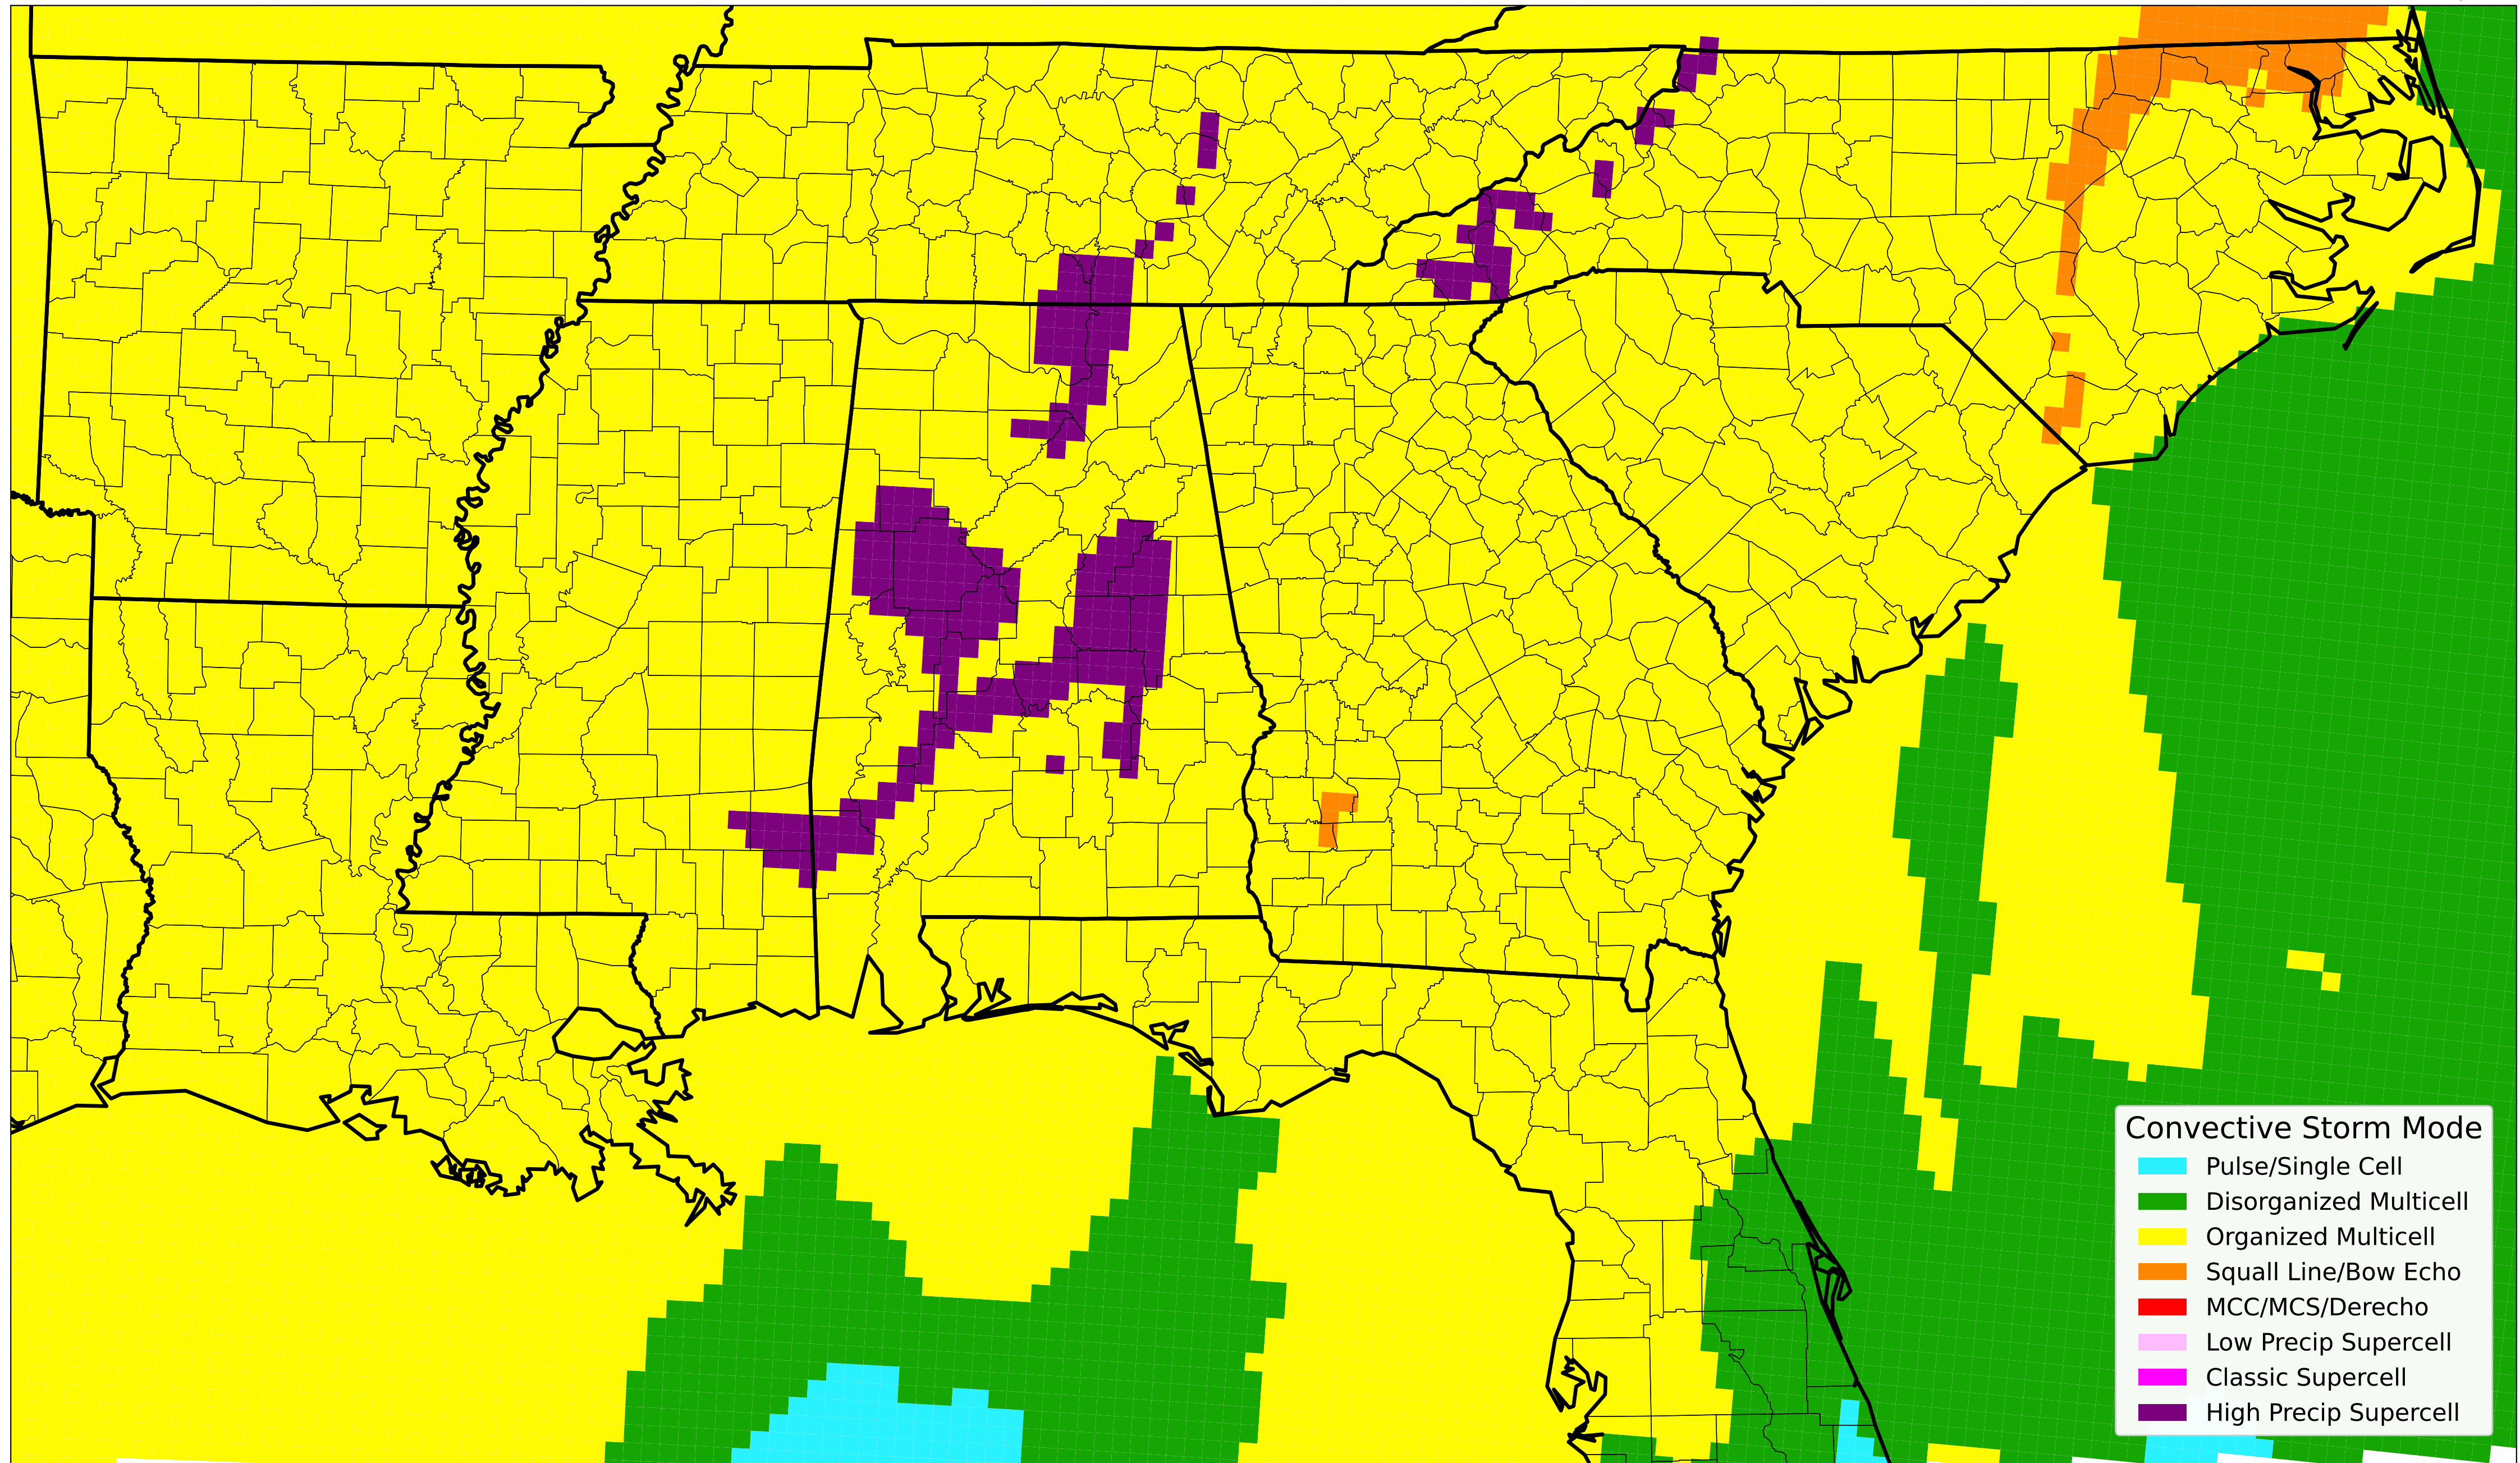 Convective Storm Mode
Pulse/Single Cell
Disorganized Multicell
Organized Multicell
Squall Line/Bow Echo
MCC/MCS/Derecho
Low Precip Supercell
Classic Supercell
High Precip Supercell